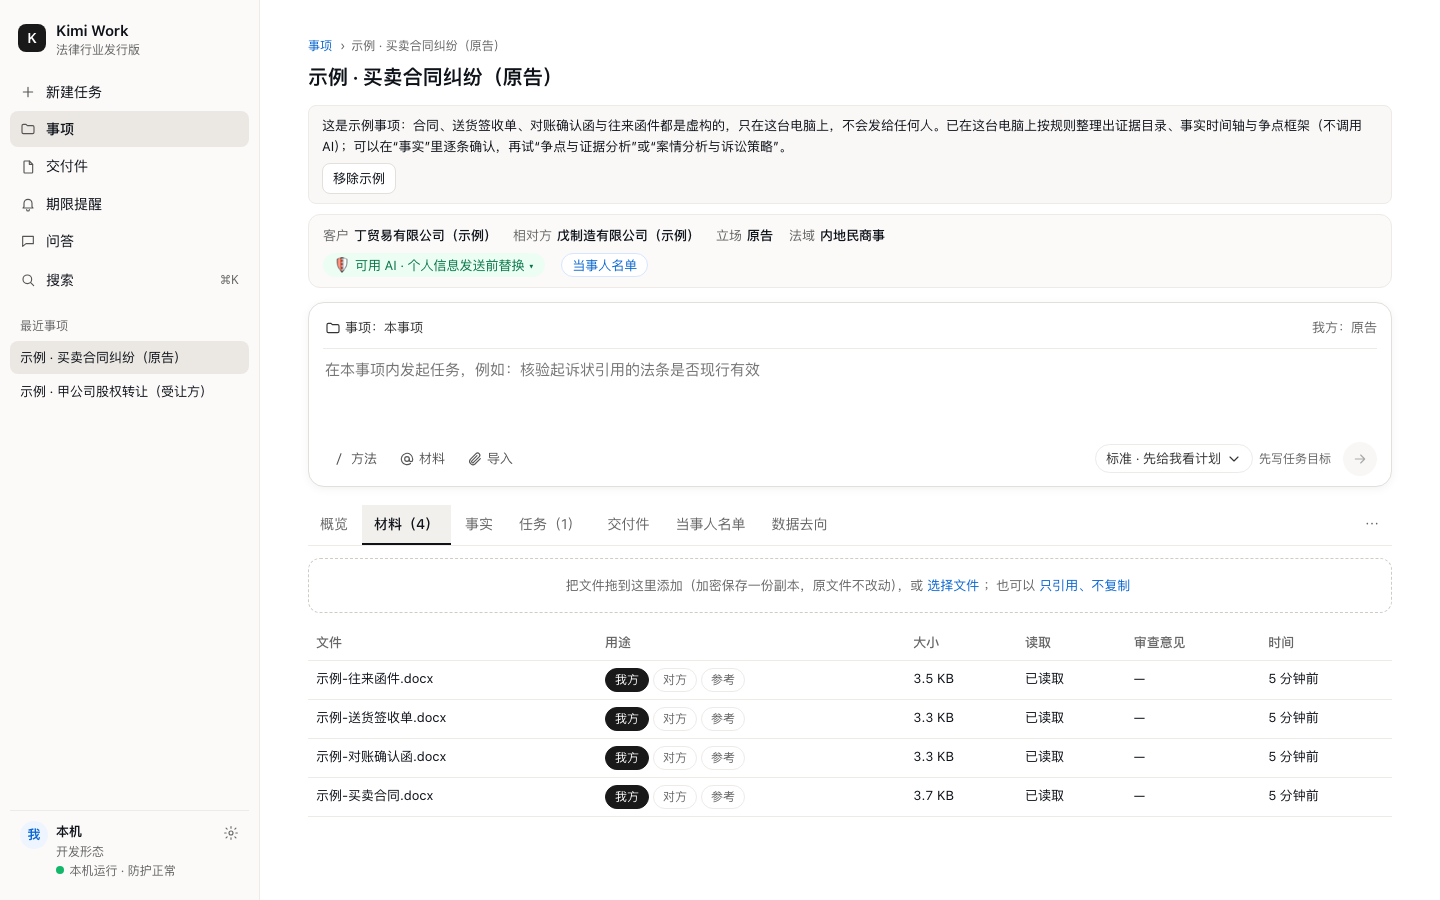 K
Kimi Work
法律行业发行版
新建任务
事项
交付件
期限提醒
问答
搜索 ⌘K
最近事项
示例 · 买卖合同纠纷（原告）
示例 · 甲公司股权转让（受让方）
我
本机
开发形态
本机运行 · 防护正常
事项 › 示例 · 买卖合同纠纷（原告）
示例 · 买卖合同纠纷（原告）
这是示例事项：合同、送货签收单、对账确认函与往来函件都是虚构的，只在这台电脑上，不会发给任何人。已在这台电脑上按规则整理出证据目录、事实时间轴与争点框架（不调用
AI）；可以在“事实”里逐条确认，再试“争点与证据分析”或“案情分析与诉讼策略”。
移除示例
客户 丁贸易有限公司（示例） 相对方 戊制造有限公司（示例） 立场 原告 法域 内地民商事
可用 AI · 个人信息发送前替换 ▾ 当事人名单
事项：本事项 我方：原告
在本事项内发起任务，例如：核验起诉状引用的法条是否现行有效
/ 方法 @ 材料 导入 标准 · 先给我看计划 先写任务目标
概览 材料（4） 事实 任务（1） 交付件 当事人名单 数据去向 ···
把文件拖到这里添加（加密保存一份副本，原文件不改动），或 选择文件 ；也可以 只引用、不复制
文件 用途 大小 读取 审查意见 时间
示例-往来函件.docx 我方 对方 参考 3.5 KB 已读取 — 5 分钟前
示例-送货签收单.docx 我方 对方 参考 3.3 KB 已读取 — 5 分钟前
示例-对账确认函.docx 我方 对方 参考 3.3 KB 已读取 — 5 分钟前
示例-买卖合同.docx 我方 对方 参考 3.7 KB 已读取 — 5 分钟前